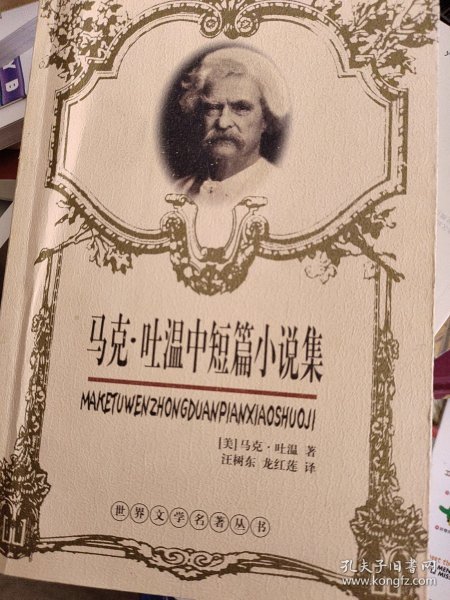 马克·吐温中短篇小说集
MAKETUWENZHONGDUANPIANXIAOSHUOJI
[美]马克·吐温 著
汪树东 龙红莲 译
世界文学名著丛书
孔夫子旧书网
www.kongfz.com